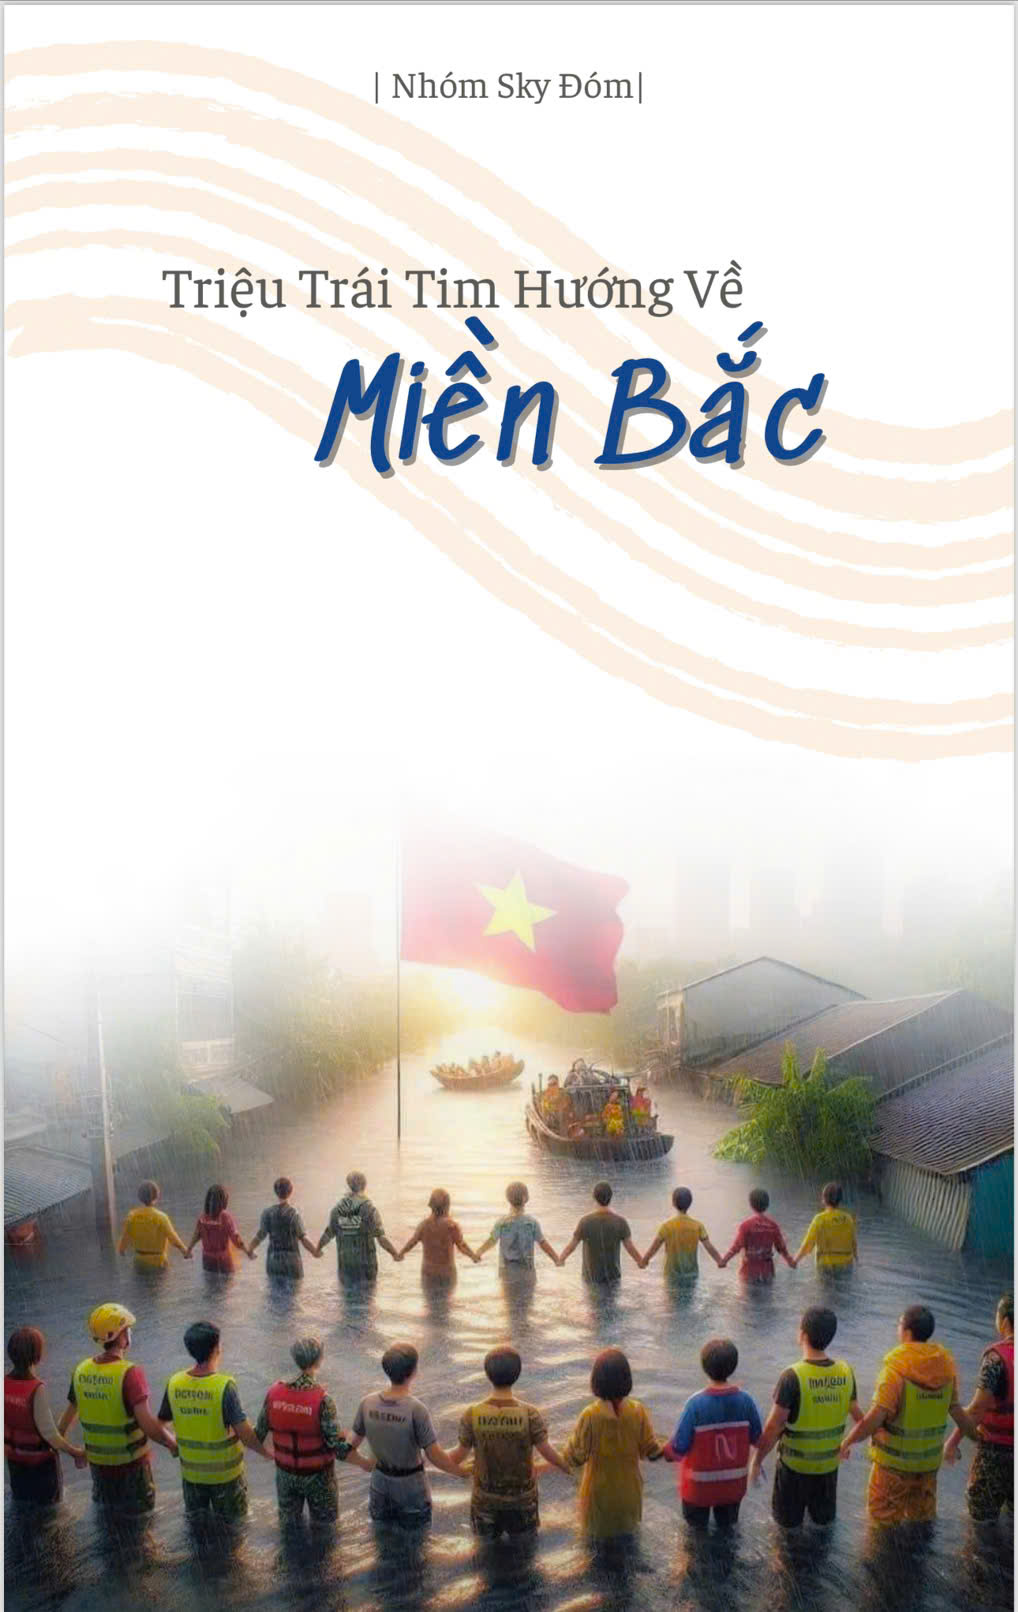 | Nhóm Sky Đóm|
Triệu Trái Tim Hướng Về
Miền Bắc